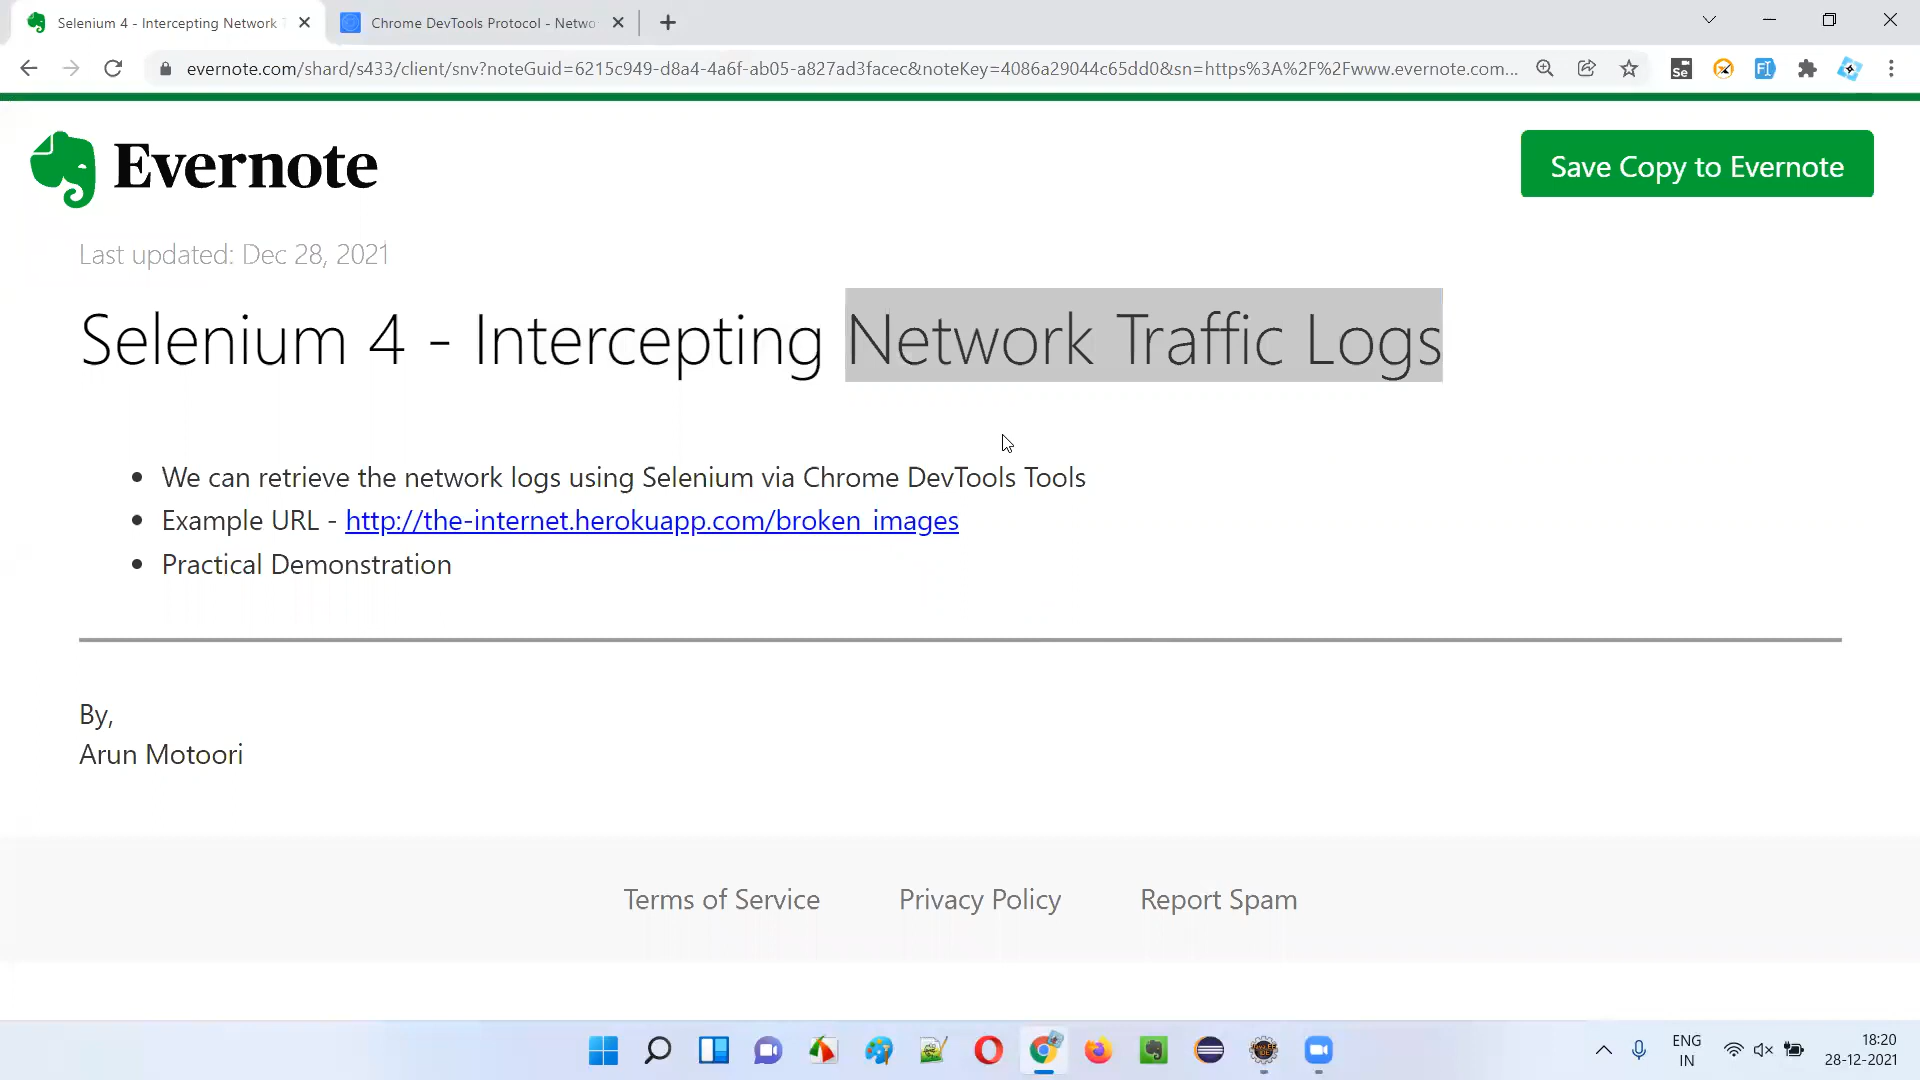 Selenium 4 - Intercepting Network T
Chrome DevTools Protocol - Netwo
evernote.com/shard/s433/client/snv?noteGuid=6215c949-d8a4-4a6f-ab05-a827ad3facec&noteKey=4086a29044c65dd0&sn=https%3A%2F%2Fwww.evernote.com...
Evernote
Save Copy to Evernote
Last updated: Dec 28, 2021
Selenium 4 - Intercepting Network Traffic Logs
• We can retrieve the network logs using Selenium via Chrome DevTools Tools
• Example URL - http://the-internet.herokuapp.com/broken_images
• Practical Demonstration
By,
Arun Motoori
Terms of Service Privacy Policy Report Spam
ENG
IN
18:20
28-12-2021